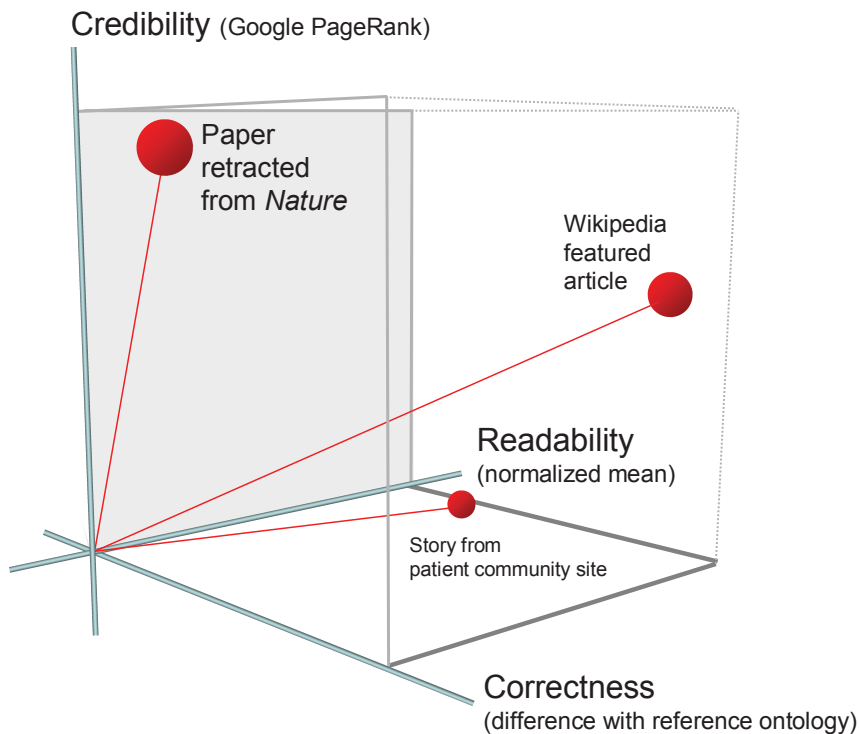 Credibility (Google PageRank)
Paper
retracted
from Nature
Wikipedia
featured
article
Readability
(normalized mean)
Story from
patient community site
Correctness
(difference with reference ontology)